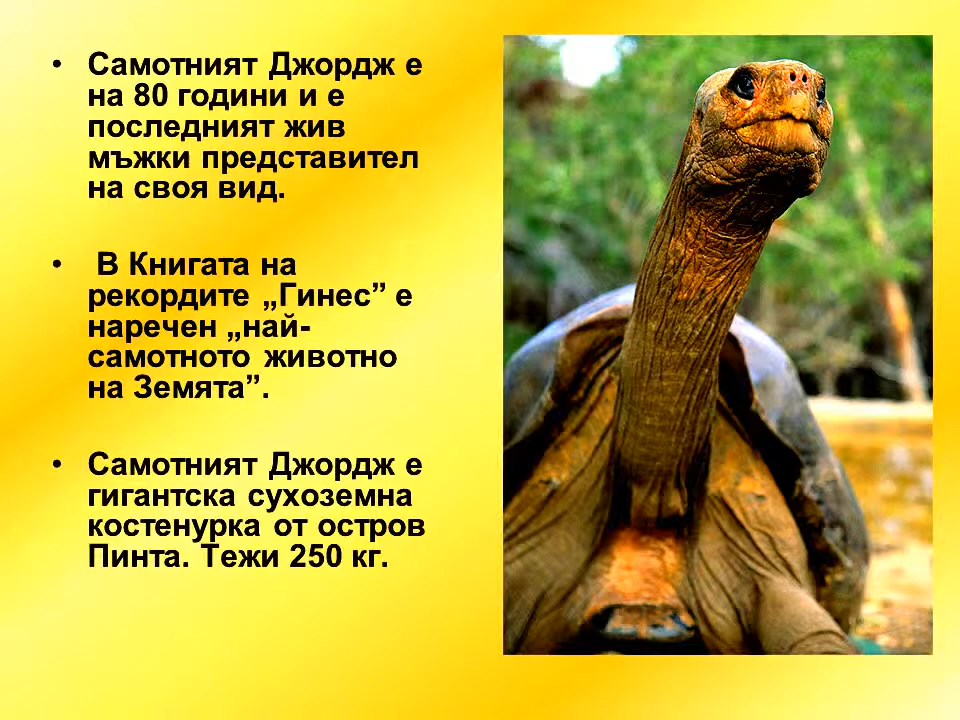 • Самотният Джордж е
на 80 години и е
последният жив
мъжки представител
на своя вид.
• В Книгата на
рекордите „Гинес” е
наречен „най-
самотното животно
на Земята”.
• Самотният Джордж е
гигантска сухоземна
костенурка от остров
Пинта. Тежи 250 кг.